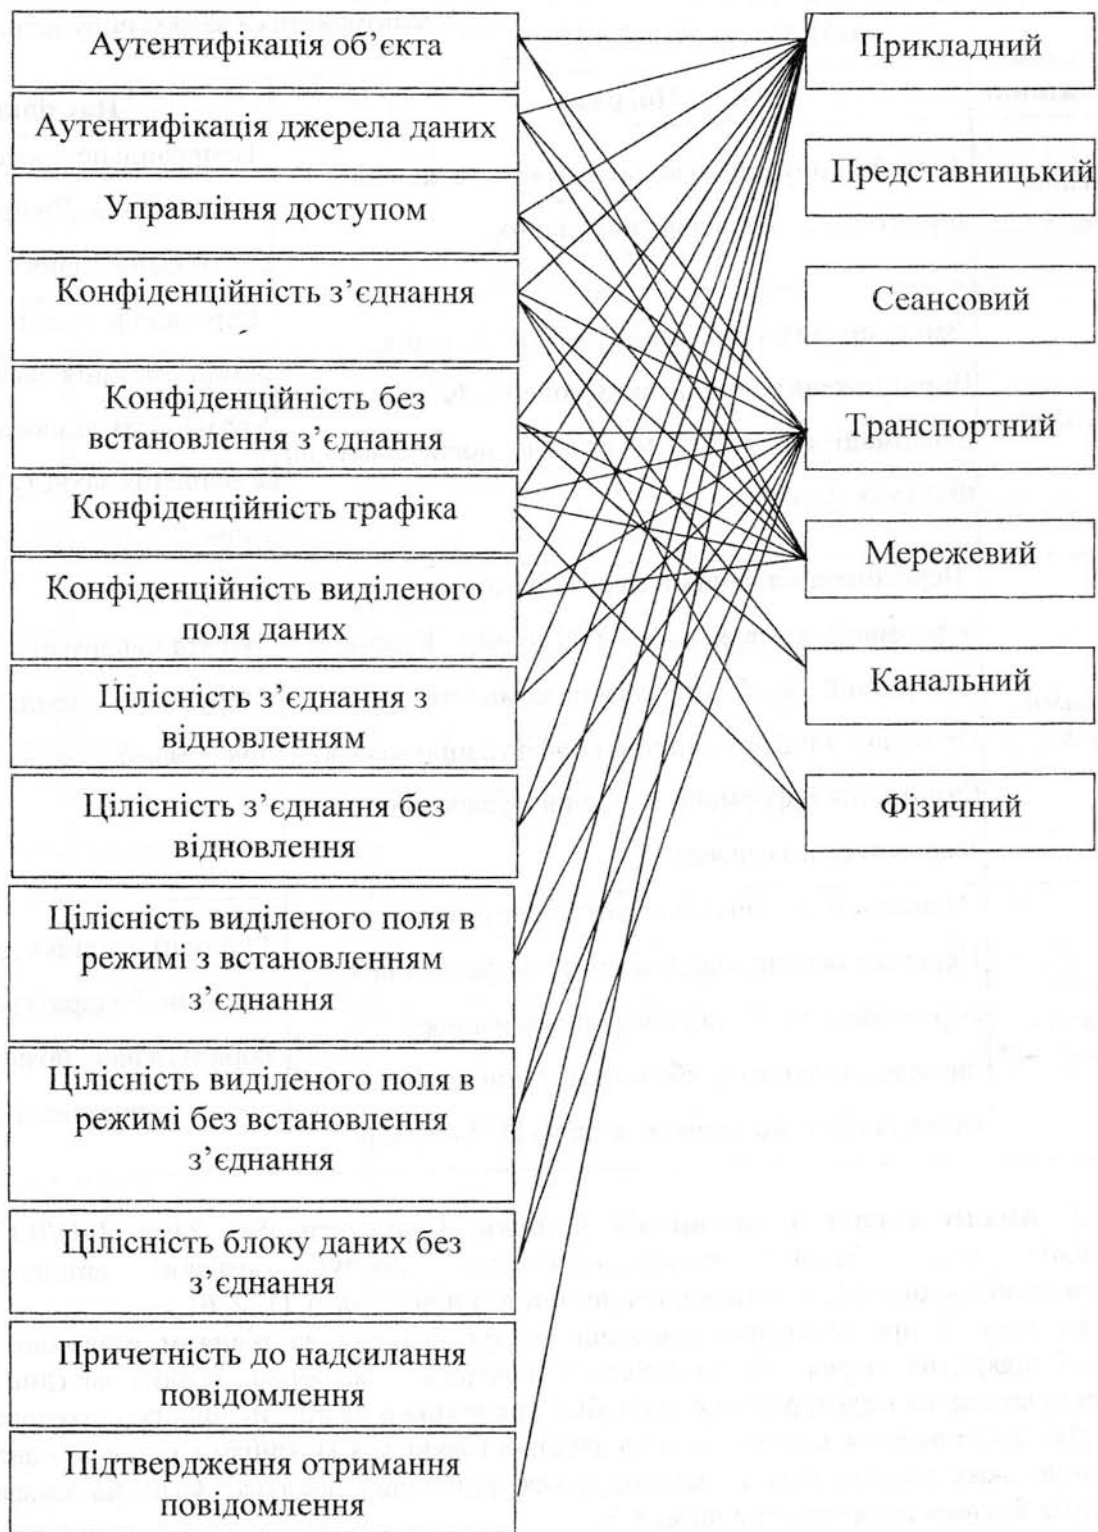 Аутентифікація об’єкта
Аутентифікація джерела даних
Управління доступом
Конфіденційність з’єднання
Конфіденційність без
встановлення з’єднання
Конфіденційність трафіка
Конфіденційність виділеного
поля даних
Цілісність з’єднання з
відновленням
Цілісність з’єднання без
відновлення
Цілісність виділеного поля в
режимі з встановленням
з’єднання
Цілісність виділеного поля в
режимі без встановлення
з’єднання
Цілісність блоку даних без
з’єднання
Причетність до надсилання
повідомлення
Підтвердження отримання
повідомлення
Прикладний
Представницький
Сеансовий
Транспортний
Мережевий
Канальний
Фізичний